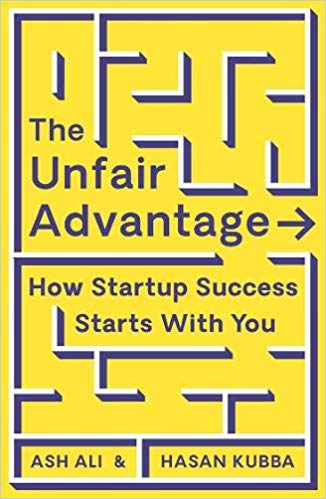 The
Unfair
Advantage →
How Startup Success
Starts With You
ASH ALI & HASAN KUBBA